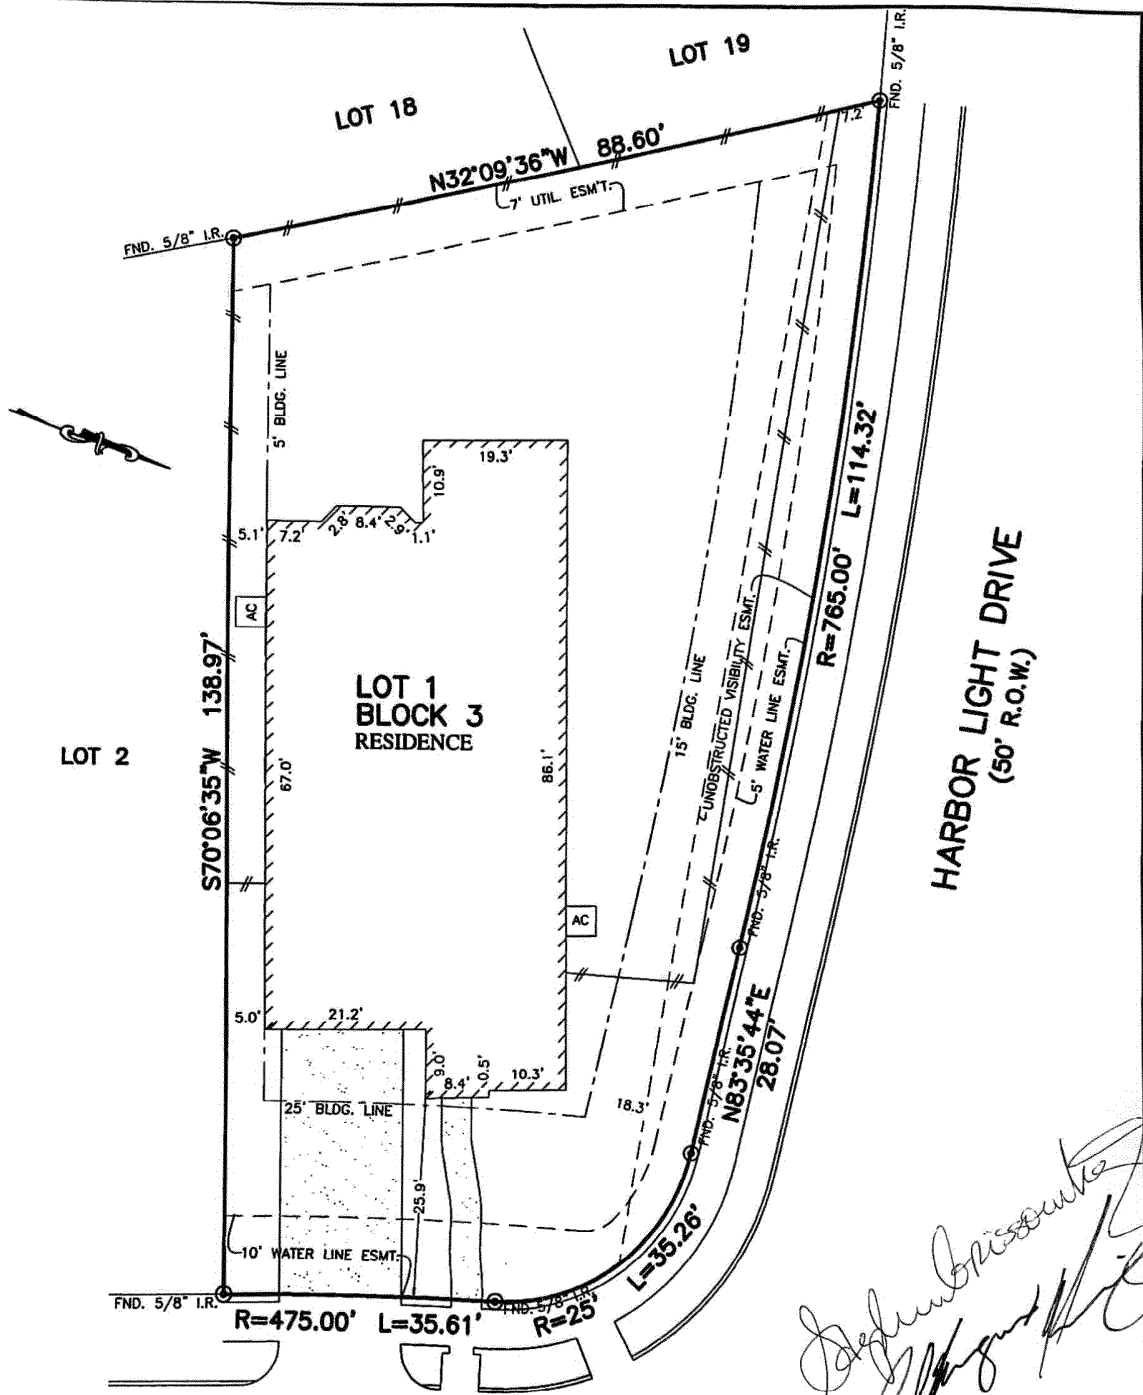 LOT 19
FND. 5/8" I.R.
LOT 18
7.2'
N32°09'36"W 88.60'
7' UTIL. ESM'T.
FND. 5/8" I.R.
5' BLDG. LINE
19.3'
10.9'
5.1'
7.2'
2.8'
8.4'
2.9'
1.1'
R=765.00' L=114.32'
AC
UNOBSTRUCTED VISIBILITY ESMT.
15' BLDG. LINE
5' WATER LINE ESMT.
HARBOR LIGHT DRIVE
(50' R.O.W.)
LOT 1
BLOCK 3
RESIDENCE
LOT 2
S70°06'35"W 138.97'
67.0'
86.1'
AC
FND. 5/8" I.R.
5.0'
21.2'
9.0'
8.4'
0.5'
10.3'
N83°35'44"E
28.07'
FND. 5/8" I.R.
25' BLDG. LINE
18.3'
25.9'
10' WATER LINE ESMT.
L=35.26'
FND. 5/8" I.R.
R=475.00' L=35.61'
FND. 5/8" I.R.
R=25'